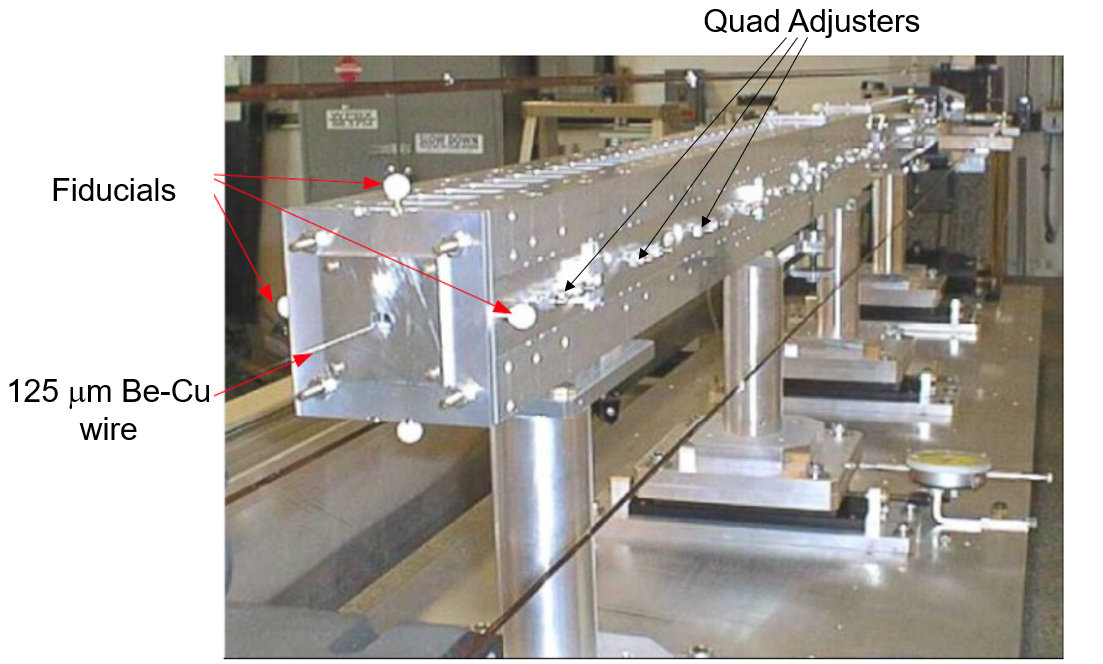 Quad Adjusters
SLOW DOWN
Fiducials
125 μm Be-Cu
wire